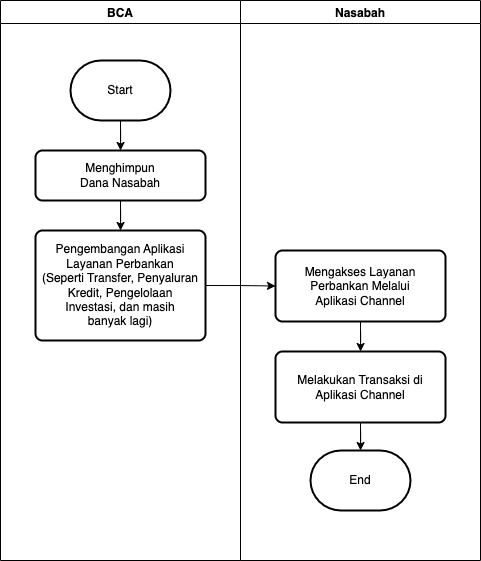 BCA
Nasabah
Start
Menghimpun
Dana Nasabah
Pengembangan Aplikasi
Layanan Perbankan
(Seperti Transfer, Penyaluran
Kredit, Pengelolaan
Investasi, dan masih
banyak lagi)
Mengakses Layanan
Perbankan Melalui
Aplikasi Channel
Melakukan Transaksi di
Aplikasi Channel
End